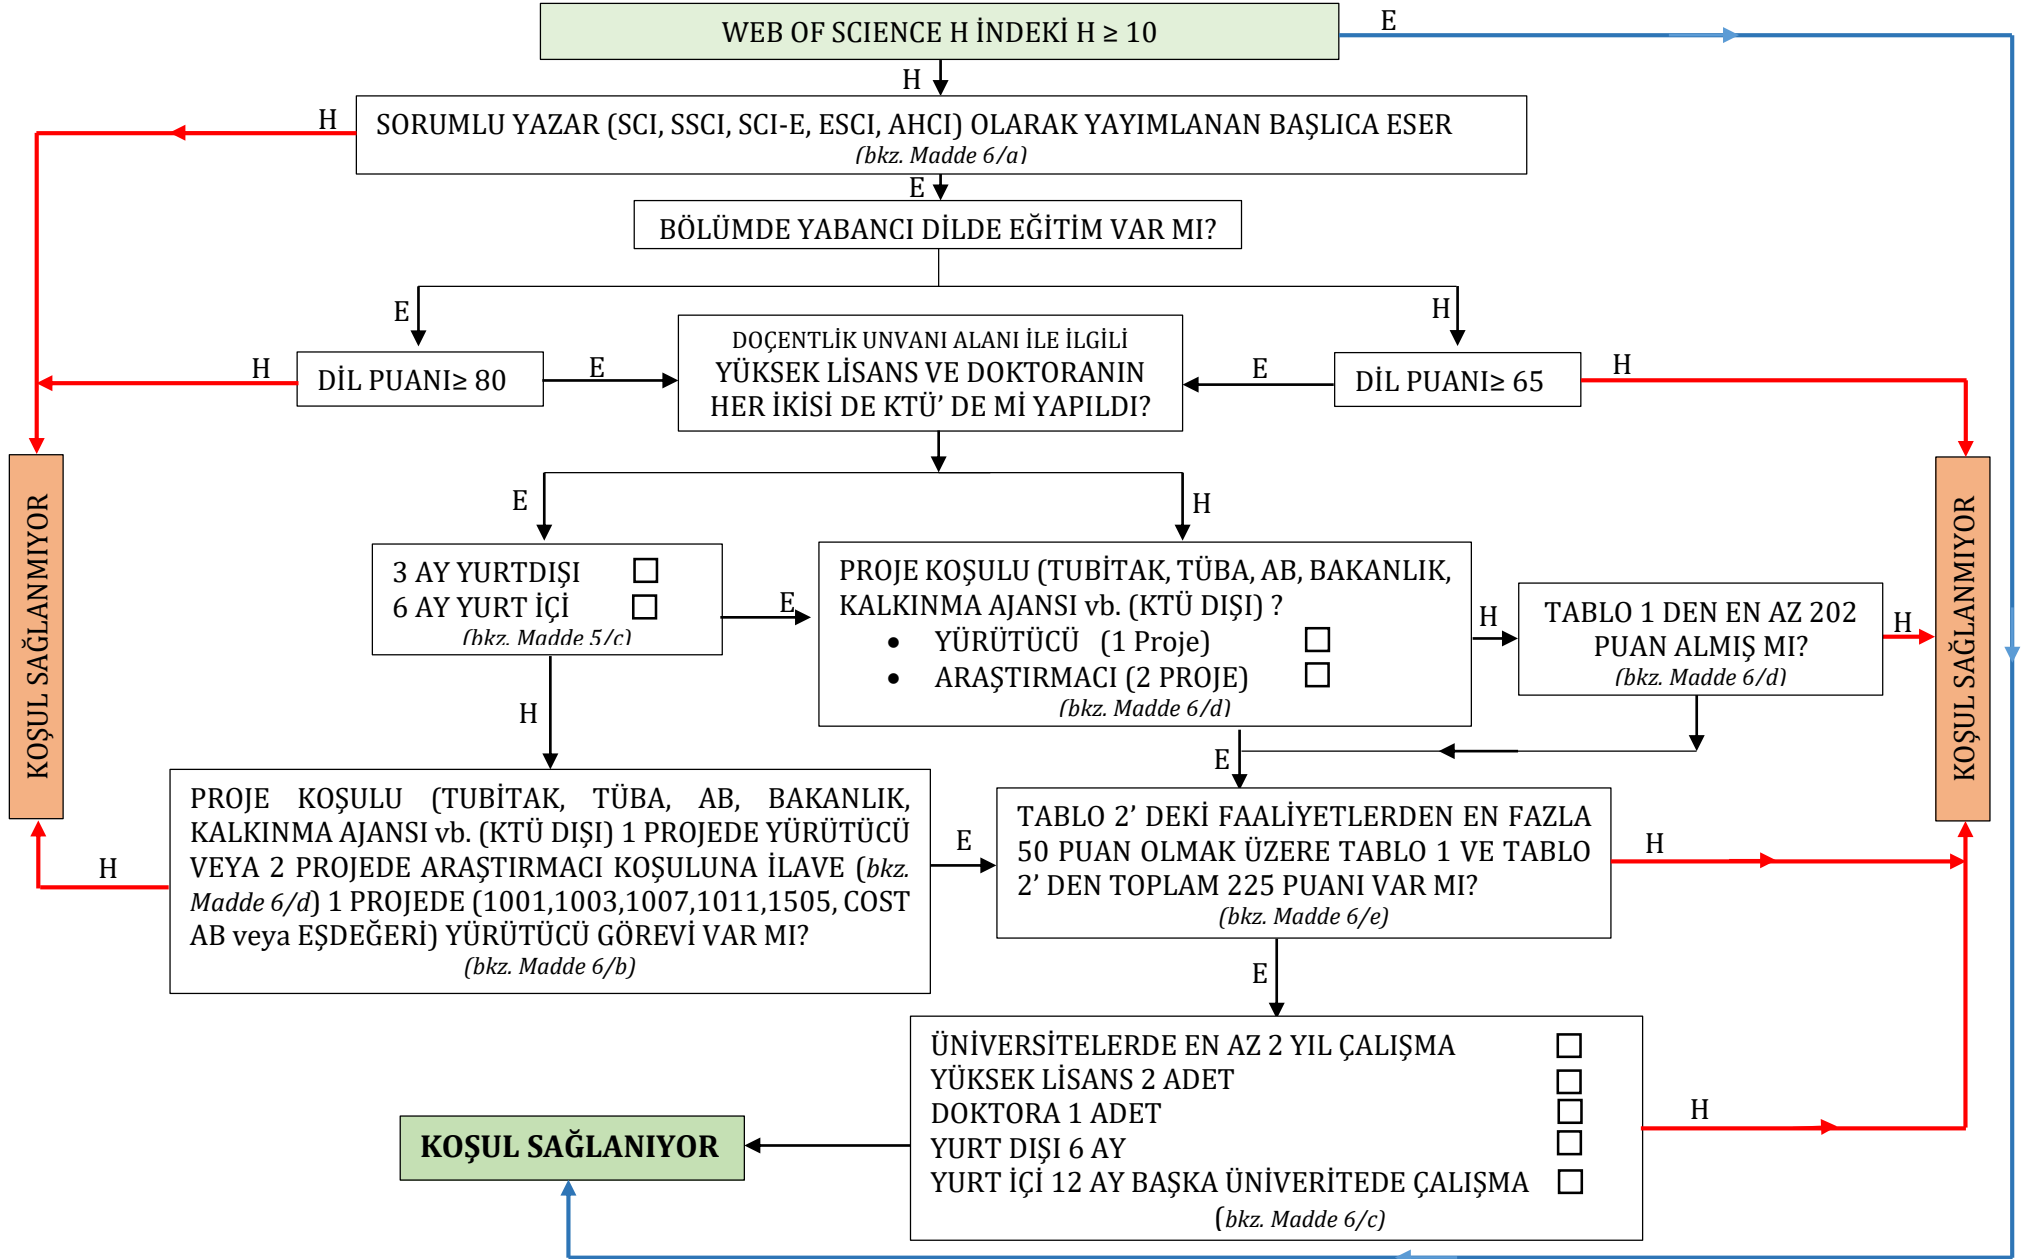 WEB OF SCIENCE H İNDEKİ H ≥ 10
E
H
H
SORUMLU YAZAR (SCI, SSCI, SCI-E, ESCI, AHCI) OLARAK YAYIMLANAN BAŞLICA ESER
(bkz. Madde 6/a)
E
BÖLÜMDE YABANCI DİLDE EĞİTİM VAR MI?
E
H
H
DİL PUANI≥ 80
E
DOÇENTLİK UNVANI ALANI İLE İLGİLİ
YÜKSEK LİSANS VE DOKTORANIN
HER İKİSİ DE KTÜ' DE Mİ YAPILDI?
E
DİL PUANI≥ 65
H
KOŞUL SAĞLANMIYOR
KOŞUL SAĞLANMIYOR
E
H
3 AY YURTDIŞI
6 AY YURT İÇİ
(bkz. Madde 5/c)
E
PROJE KOŞULU (TUBİTAK, TÜBA, AB, BAKANLIK,
KALKINMA AJANSI vb. (KTÜ DIŞI) ?
• YÜRÜTÜCÜ (1 Proje)
• ARAŞTIRMACI (2 PROJE)
(bkz. Madde 6/d)
H
TABLO 1 DEN EN AZ 202
PUAN ALMIŞ MI?
(bkz. Madde 6/d)
H
H
E
PROJE KOŞULU (TUBİTAK, TÜBA, AB, BAKANLIK,
KALKINMA AJANSI vb. (KTÜ DIŞI) 1 PROJEDE YÜRÜTÜCÜ
VEYA 2 PROJEDE ARAŞTIRMACI KOŞULUNA İLAVE (bkz.
Madde 6/d) 1 PROJEDE (1001,1003,1007,1011,1505, COST
AB veya EŞDEĞERİ) YÜRÜTÜCÜ GÖREVİ VAR MI?
(bkz. Madde 6/b)
H
E
TABLO 2' DEKİ FAALİYETLERDEN EN FAZLA
50 PUAN OLMAK ÜZERE TABLO 1 VE TABLO
2' DEN TOPLAM 225 PUANI VAR MI?
(bkz. Madde 6/e)
H
E
ÜNİVERSİTELERDE EN AZ 2 YIL ÇALIŞMA
YÜKSEK LİSANS 2 ADET
DOKTORA 1 ADET
YURT DIŞI 6 AY
YURT İÇİ 12 AY BAŞKA ÜNİVERİTEDE ÇALIŞMA
(bkz. Madde 6/c)
H
KOŞUL SAĞLANIYOR